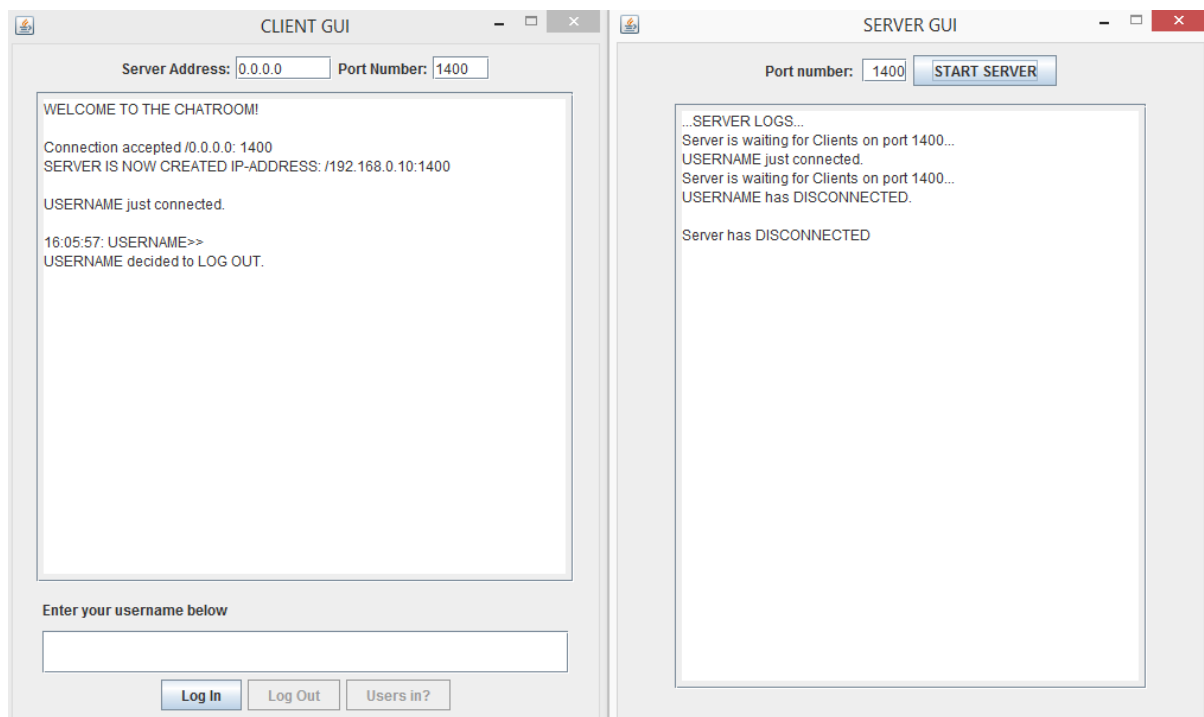 CLIENT GUI
Server Address: 0.0.0.0 Port Number: 1400
WELCOME TO THE CHATROOM!
Connection accepted /0.0.0.0: 1400
SERVER IS NOW CREATED IP-ADDRESS: /192.168.0.10:1400
USERNAME just connected.
16:05:57: USERNAME>>
USERNAME decided to LOG OUT.
Enter your username below
Log In Log Out Users in?
SERVER GUI
Port number: 1400 START SERVER
...SERVER LOGS...
Server is waiting for Clients on port 1400...
USERNAME just connected.
Server is waiting for Clients on port 1400...
USERNAME has DISCONNECTED.
Server has DISCONNECTED